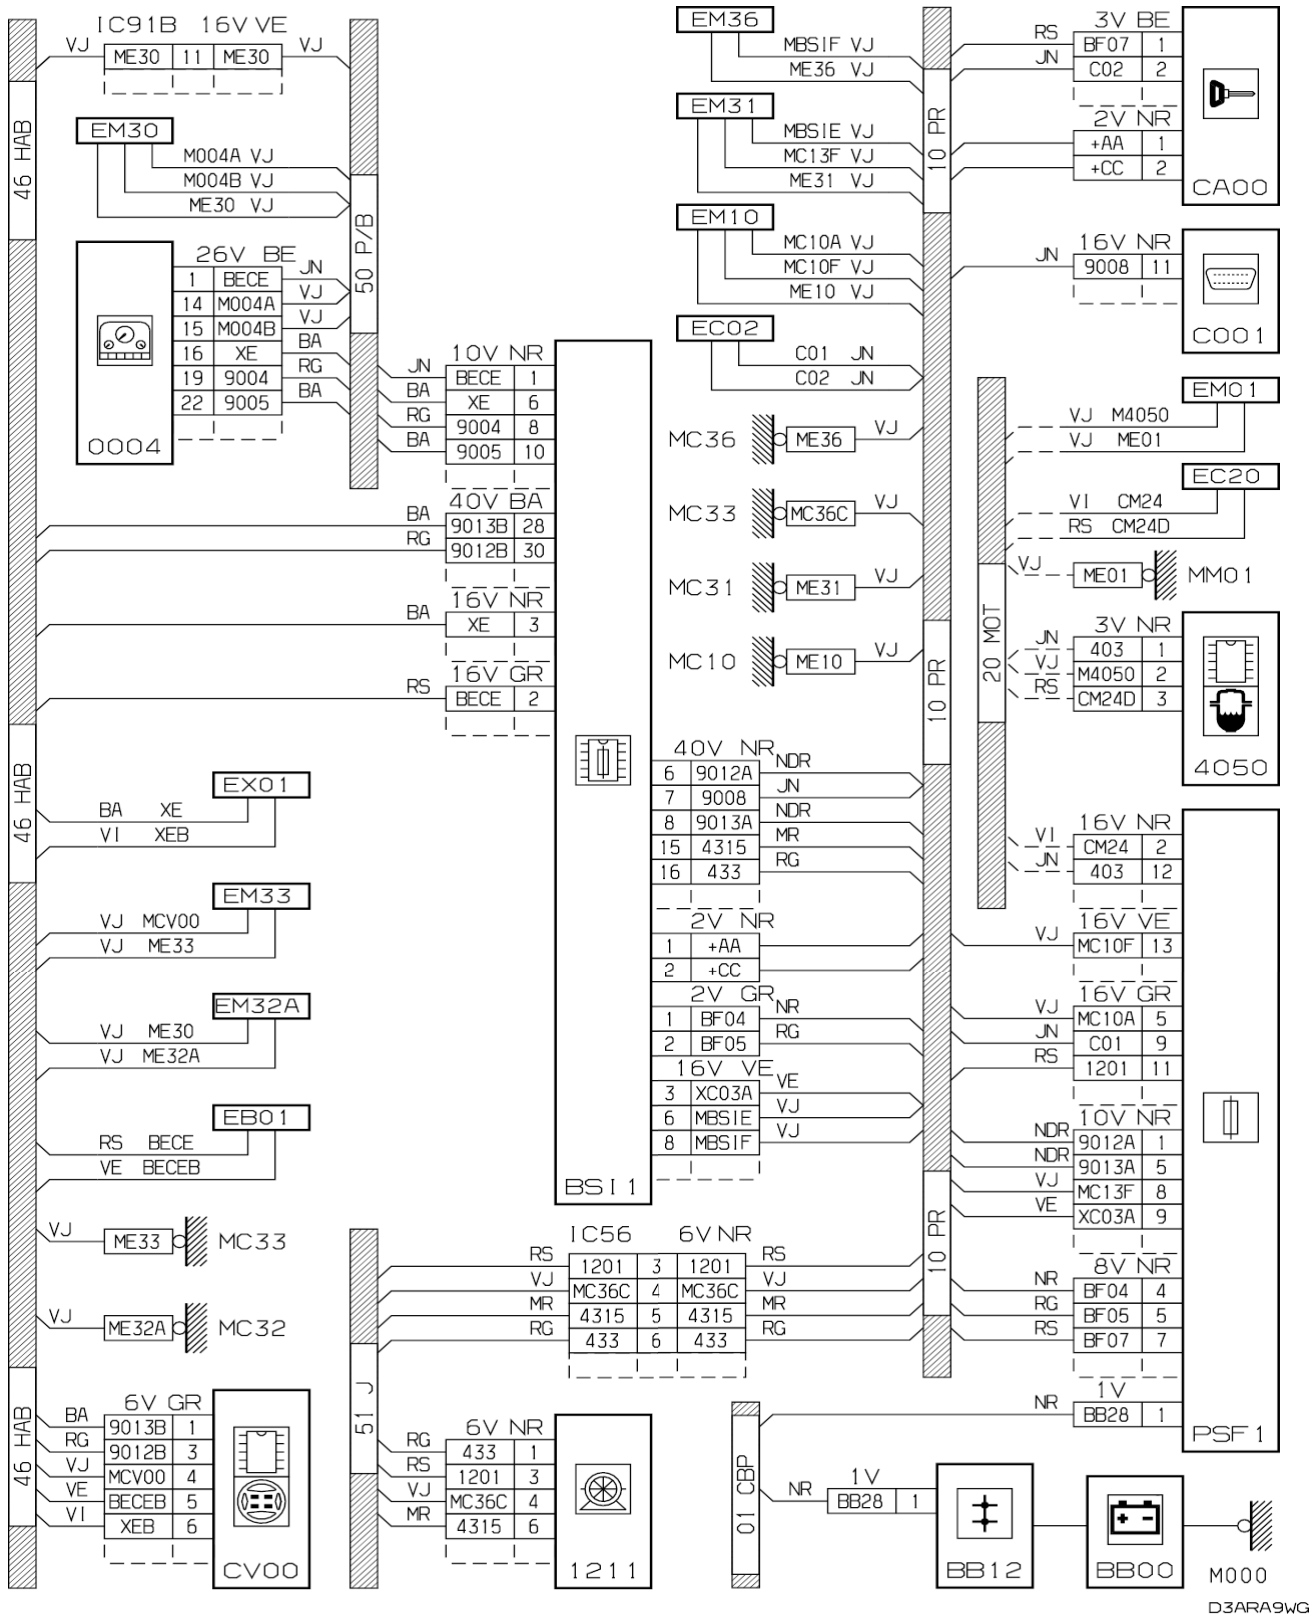 IC91B 16V VE
VJ ME30 11 ME30 VJ
46 HAB
EM30
M004A VJ
M004B VJ
ME30 VJ
50 P/B
26V BE
1 BECE JN
14 M004A VJ
15 M004B VJ
16 XE BA
19 9004 RG
22 9005 BA
0004
10V NR
JN BECE 1
BA XE 6
RG 9004 8
BA 9005 10
40V BA
BA 9013B 28
RG 9012B 30
16V NR
BA XE 3
16V GR
RS BECE 2
46 HAB
EX01
BA XE
VI XEB
EM33
VJ MCV00
VJ ME33
EM32A
VJ ME30
VJ ME32A
EB01
RS BECE
VE BECEB
VJ ME33 MC33
VJ ME32A MC32
46 HAB
6V GR
BA 9013B 1
RG 9012B 3
VJ MCV00 4
VE BECEB 5
VI XEB 6
CV00
40V NR
6 9012A NDR
7 9008 JN
8 9013A NDR
15 4315 MR
16 433 RG
2V NR
1 +AA
2 +CC
2V GR
1 BF04 NR
2 BF05 RG
16V VE
3 XC03A VE
6 MBSIE VJ
8 MBSIF VJ
BSI1
IC56 6V NR
RS 1201 3 1201 RS
VJ MC36C 4 MC36C VJ
MR 4315 5 4315 MR
RG 433 6 433 RG
51 J
6V NR
RG 433 1
RS 1201 3
VJ MC36C 4
MR 4315 6
1211
EM36
MBSIF VJ
ME36 VJ
EM31
MBSIE VJ
MC13F VJ
ME31 VJ
EM10
MC10A VJ
MC10F VJ
ME10 VJ
EC02
C01 JN
C02 JN
MC36 ME36 VJ
MC33 MC36C VJ
MC31 ME31 VJ
MC10 ME10 VJ
10 PR
10 PR
10 PR
3V BE
RS BF07 1
JN C02 2
2V NR
+AA 1
+CC 2
CA00
16V NR
JN 9008 11
C001
EM01
VJ M4050
VJ ME01
EC20
VI CM24
RS CM24D
VJ ME01 MM01
20 MOT
3V NR
JN 403 1
VJ M4050 2
RS CM24D 3
4050
16V NR
VI CM24 2
JN 403 12
16V VE
VJ MC10F 13
16V GR
VJ MC10A 5
JN C01 9
RS 1201 11
10V NR
NDR 9012A 1
NDR 9013A 5
VJ MC13F 8
VE XC03A 9
8V NR
NR BF04 4
RG BF05 5
RS BF07 7
1V
NR BB28 1
PSF1
01 CBP
1V
NR BB28 1
BB12
+ -
BB00
M000
D3ARA9WG